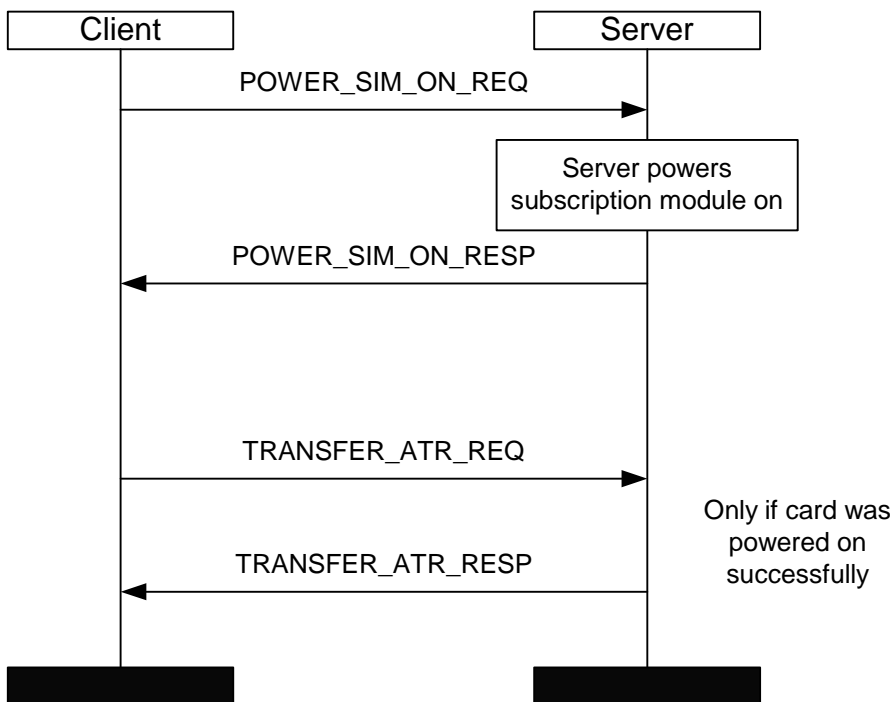 Client
Server
POWER_SIM_ON_REQ
Server powers
subscription module on
POWER_SIM_ON_RESP
TRANSFER_ATR_REQ
Only if card was
powered on
successfully
TRANSFER_ATR_RESP